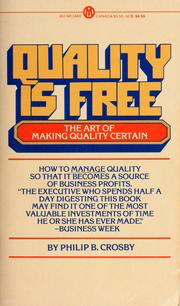 QUALITY
IS FREE
THE ART OF
MAKING QUALITY CERTAIN
HOW TO MANAGE QUALITY
SO THAT IT BECOMES A SOURCE
OF BUSINESS PROFITS.
"THE EXECUTIVE WHO SPENDS HALF
A DAY DIGESTING THIS BOOK
MAY FIND IT ONE OF THE MOST
VALUABLE INVESTMENTS OF TIME
HE OR SHE HAS EVER MADE."
-BUSINESS WEEK
BY PHILIP B. CROSBY